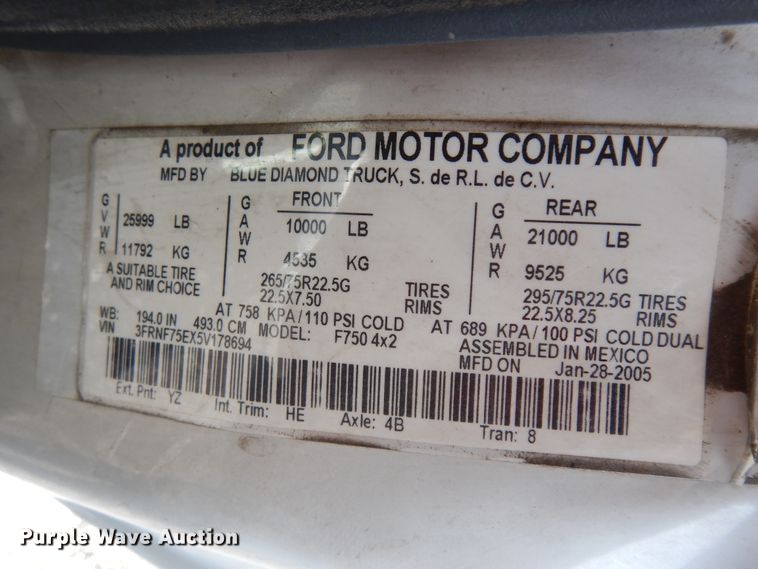 A product of FORD MOTOR COMPANY
MFD BY BLUE DIAMOND TRUCK, S. de R.L. de C.V.
GVWR 25999 LB
11792 KG
GAWR FRONT
10000 LB
4535 KG
GAWR REAR
21000 LB
9525 KG
A SUITABLE TIRE
AND RIM CHOICE
265/75R22.5G TIRES
22.5X7.50 RIMS
295/75R22.5G TIRES
22.5X8.25 RIMS
AT 758 KPA/110 PSI COLD
AT 689 KPA/100 PSI COLD DUAL
WB: 194.0 IN 493.0 CM MODEL: F750 4x2
ASSEMBLED IN MEXICO
VIN 3FRNF75EX5V178694
MFD ON Jan-28-2005
Ext. Pnt: YZ Int. Trim: HE Axle: 4B Tran: 8
Purple Wave Auction